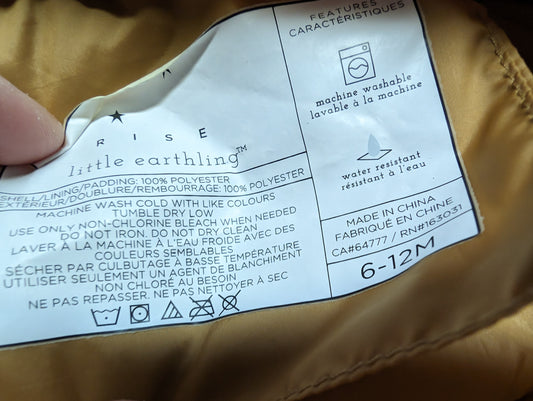 RISE
little earthling™
SHELL/LINING/PADDING: 100% POLYESTER
EXTÉRIEUR/DOUBLURE/REMBOURRAGE: 100% POLYESTER
MACHINE WASH COLD WITH LIKE COLOURS
TUMBLE DRY LOW
USE ONLY NON-CHLORINE BLEACH WHEN NEEDED
DO NOT IRON. DO NOT DRY CLEAN
LAVER À LA MACHINE À L'EAU FROIDE AVEC DES
COULEURS SEMBLABLES
SÉCHER PAR CULBUTAGE À BASSE TEMPÉRATURE
UTILISER SEULEMENT UN AGENT DE BLANCHIMENT
NON CHLORÉ AU BESOIN
NE PAS REPASSER. NE PAS NETTOYER À SEC
FEATURES
CARACTÉRISTIQUES
machine washable
lavable à la machine
water resistant
résistant à l'eau
MADE IN CHINA
FABRIQUÉ EN CHINE
CA#64777 / RN#163031
6-12M